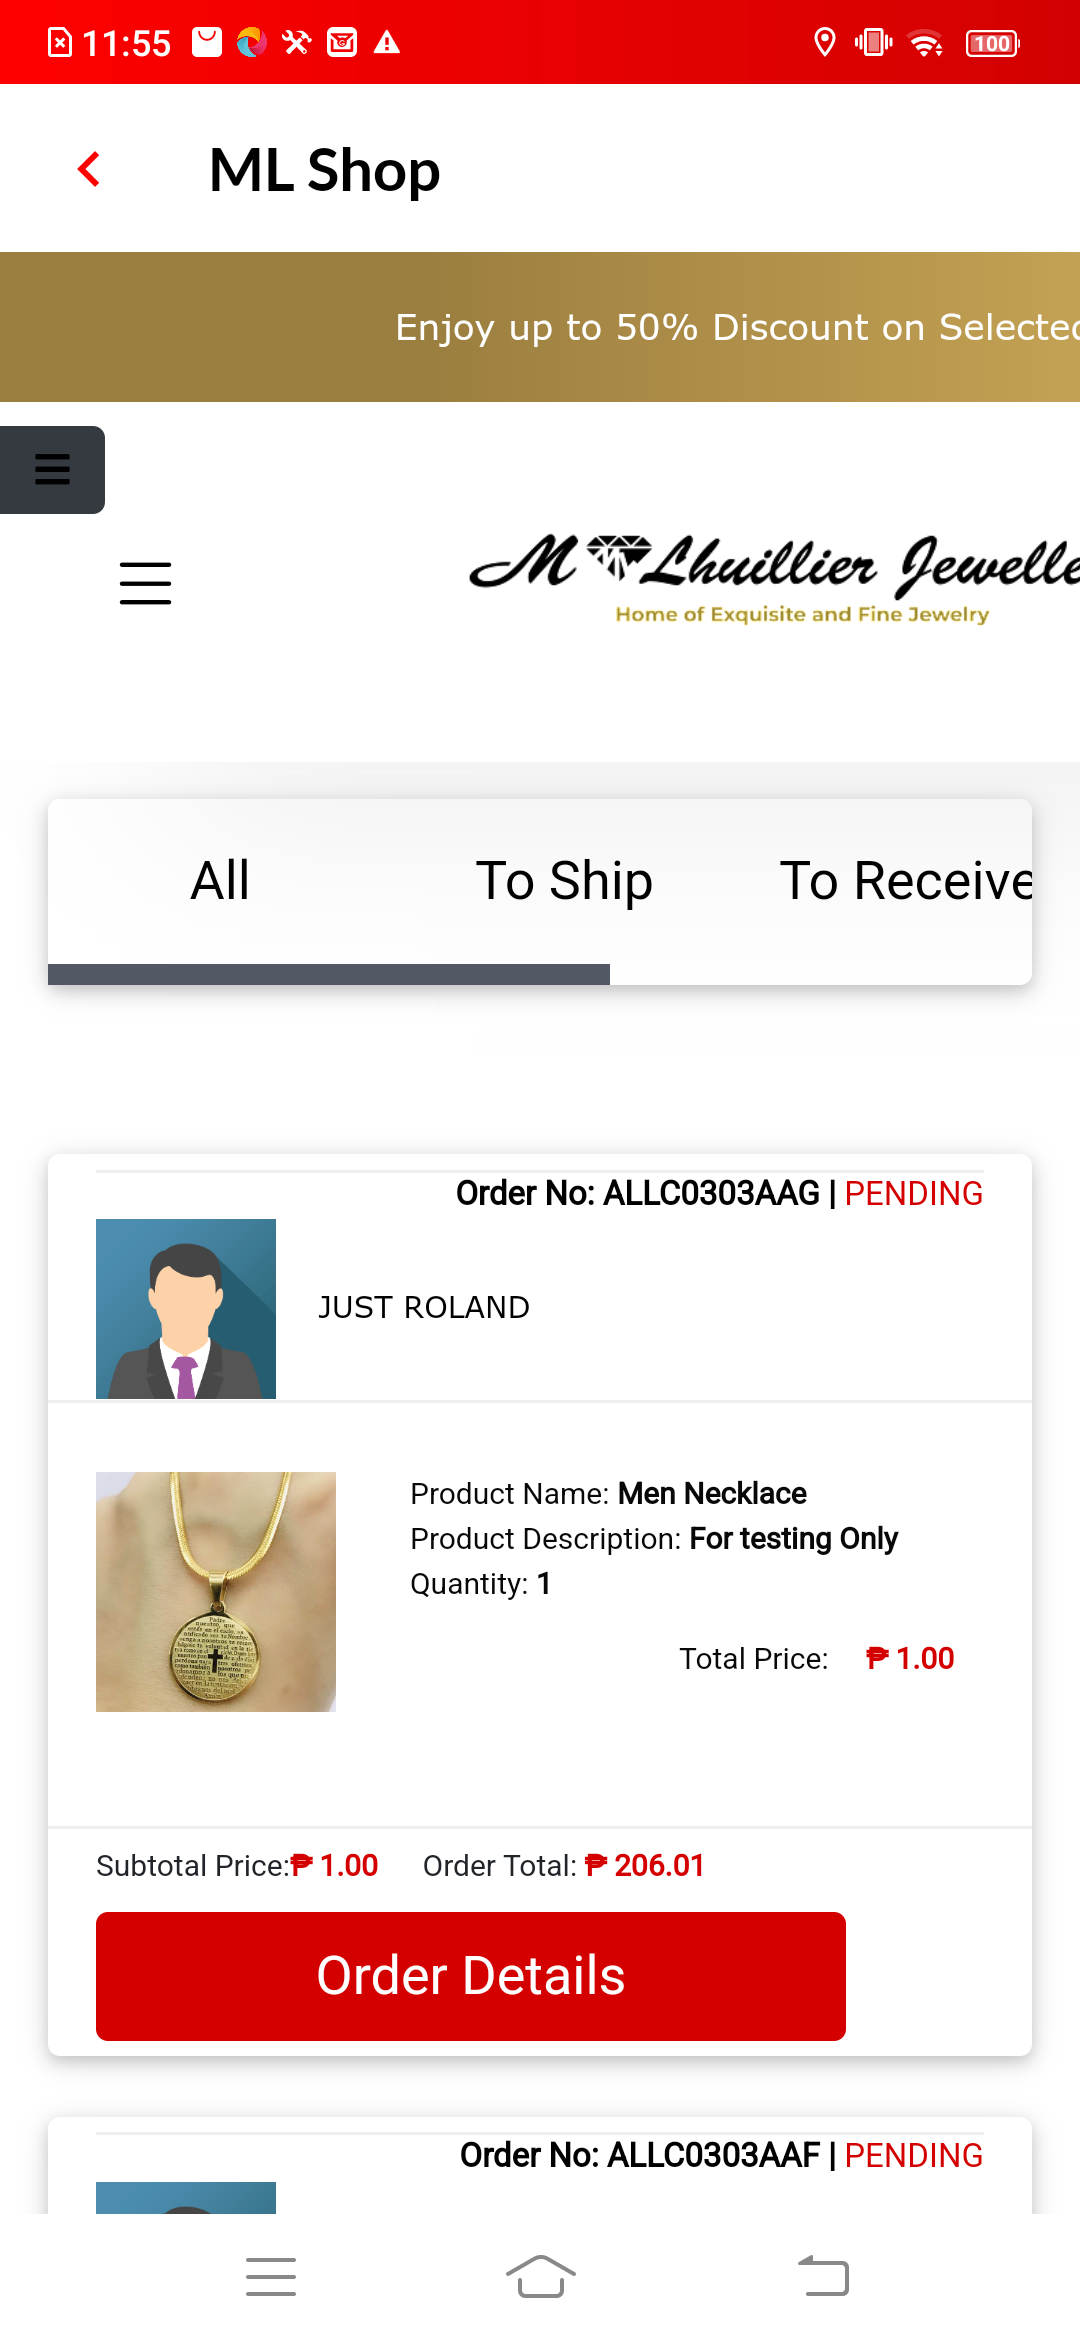 11:55
100
ML Shop
Enjoy up to 50% Discount on Selected
M Lhuillier Jewelle
Home of Exquisite and Fine Jewelry
All To Ship To Receive
Order No: ALLC0303AAG | PENDING
JUST ROLAND
Product Name: Men Necklace
Product Description: For testing Only
Quantity: 1
Total Price: ₱ 1.00
Subtotal Price:₱ 1.00 Order Total: ₱ 206.01
Order Details
Order No: ALLC0303AAF | PENDING